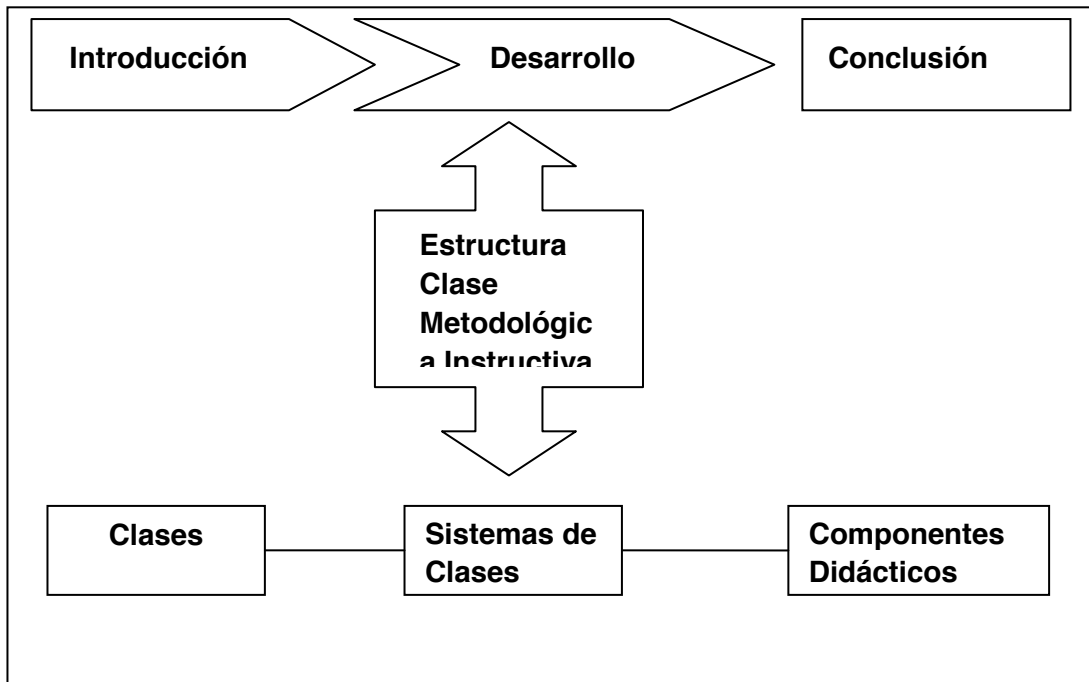 Introducción
Desarrollo
Conclusión
Estructura
Clase
Metodológic
a Instructiva
Clases
Sistemas de
Clases
Componentes
Didácticos